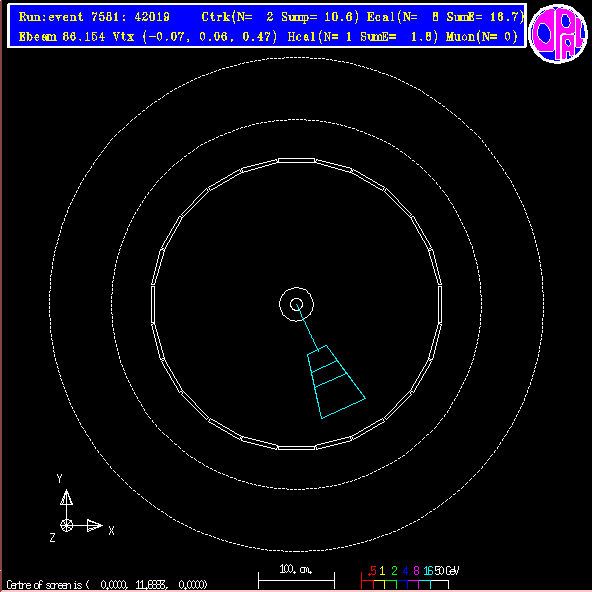 Run:event 7581: 42019 Ctrk(N= 2 Sump= 10.6) Ecal(N= 8 SumE= 16.7)
Ebeam 86.154 Vtx (-0.07, 0.06, 0.47) Hcal(N= 1 SumE= 1.8) Muon(N= 0)
OPAL
Y
X
Z
100. cm.
.5 1 2 4 8 16 50 GeV
Centre of screen is ( 0.0000, 0.0000)